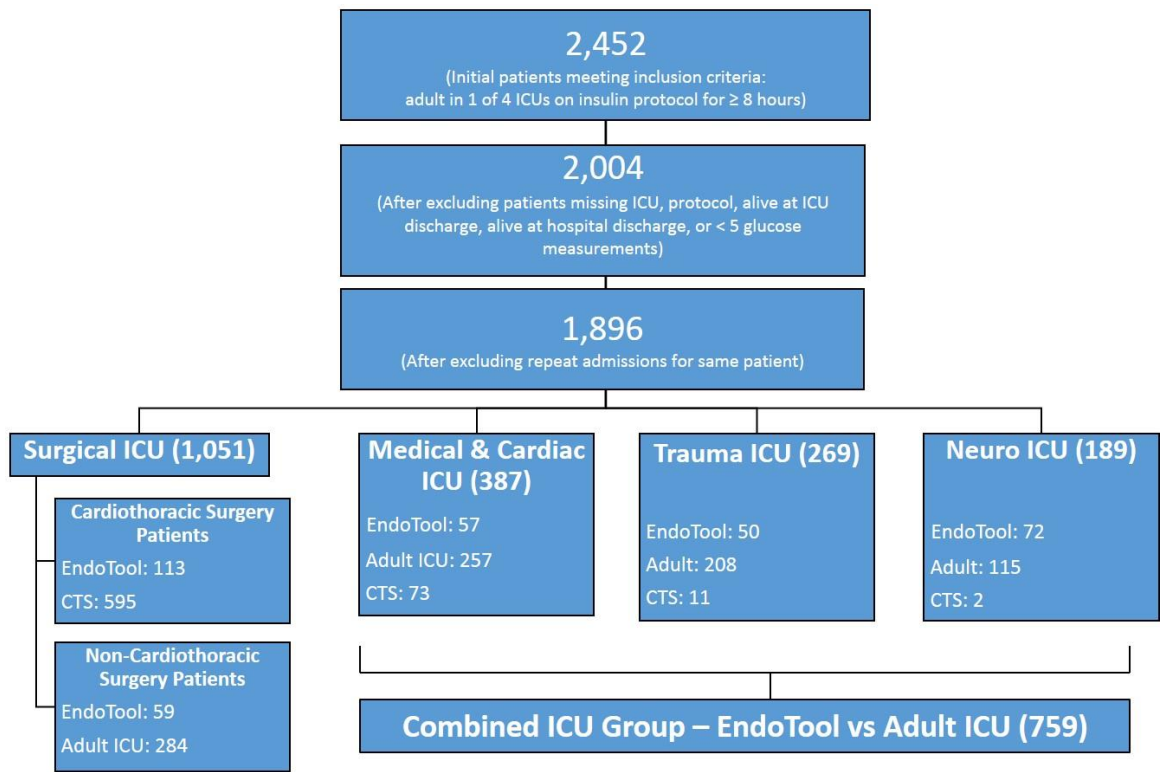 2,452
(Initial patients meeting inclusion criteria:
adult in 1 of 4 ICUs on insulin protocol for ≥ 8 hours)
2,004
(After excluding patients missing ICU, protocol, alive at ICU
discharge, alive at hospital discharge, or < 5 glucose
measurements)
1,896
(After excluding repeat admissions for same patient)
Surgical ICU (1,051)
Cardiothoracic Surgery
Patients
EndoTool: 113
CTS: 595
Non-Cardiothoracic
Surgery Patients
EndoTool: 59
Adult ICU: 284
Medical & Cardiac
ICU (387)
EndoTool: 57
Adult ICU: 257
CTS: 73
Trauma ICU (269)
EndoTool: 50
Adult: 208
CTS: 11
Neuro ICU (189)
EndoTool: 72
Adult: 115
CTS: 2
Combined ICU Group – EndoTool vs Adult ICU (759)